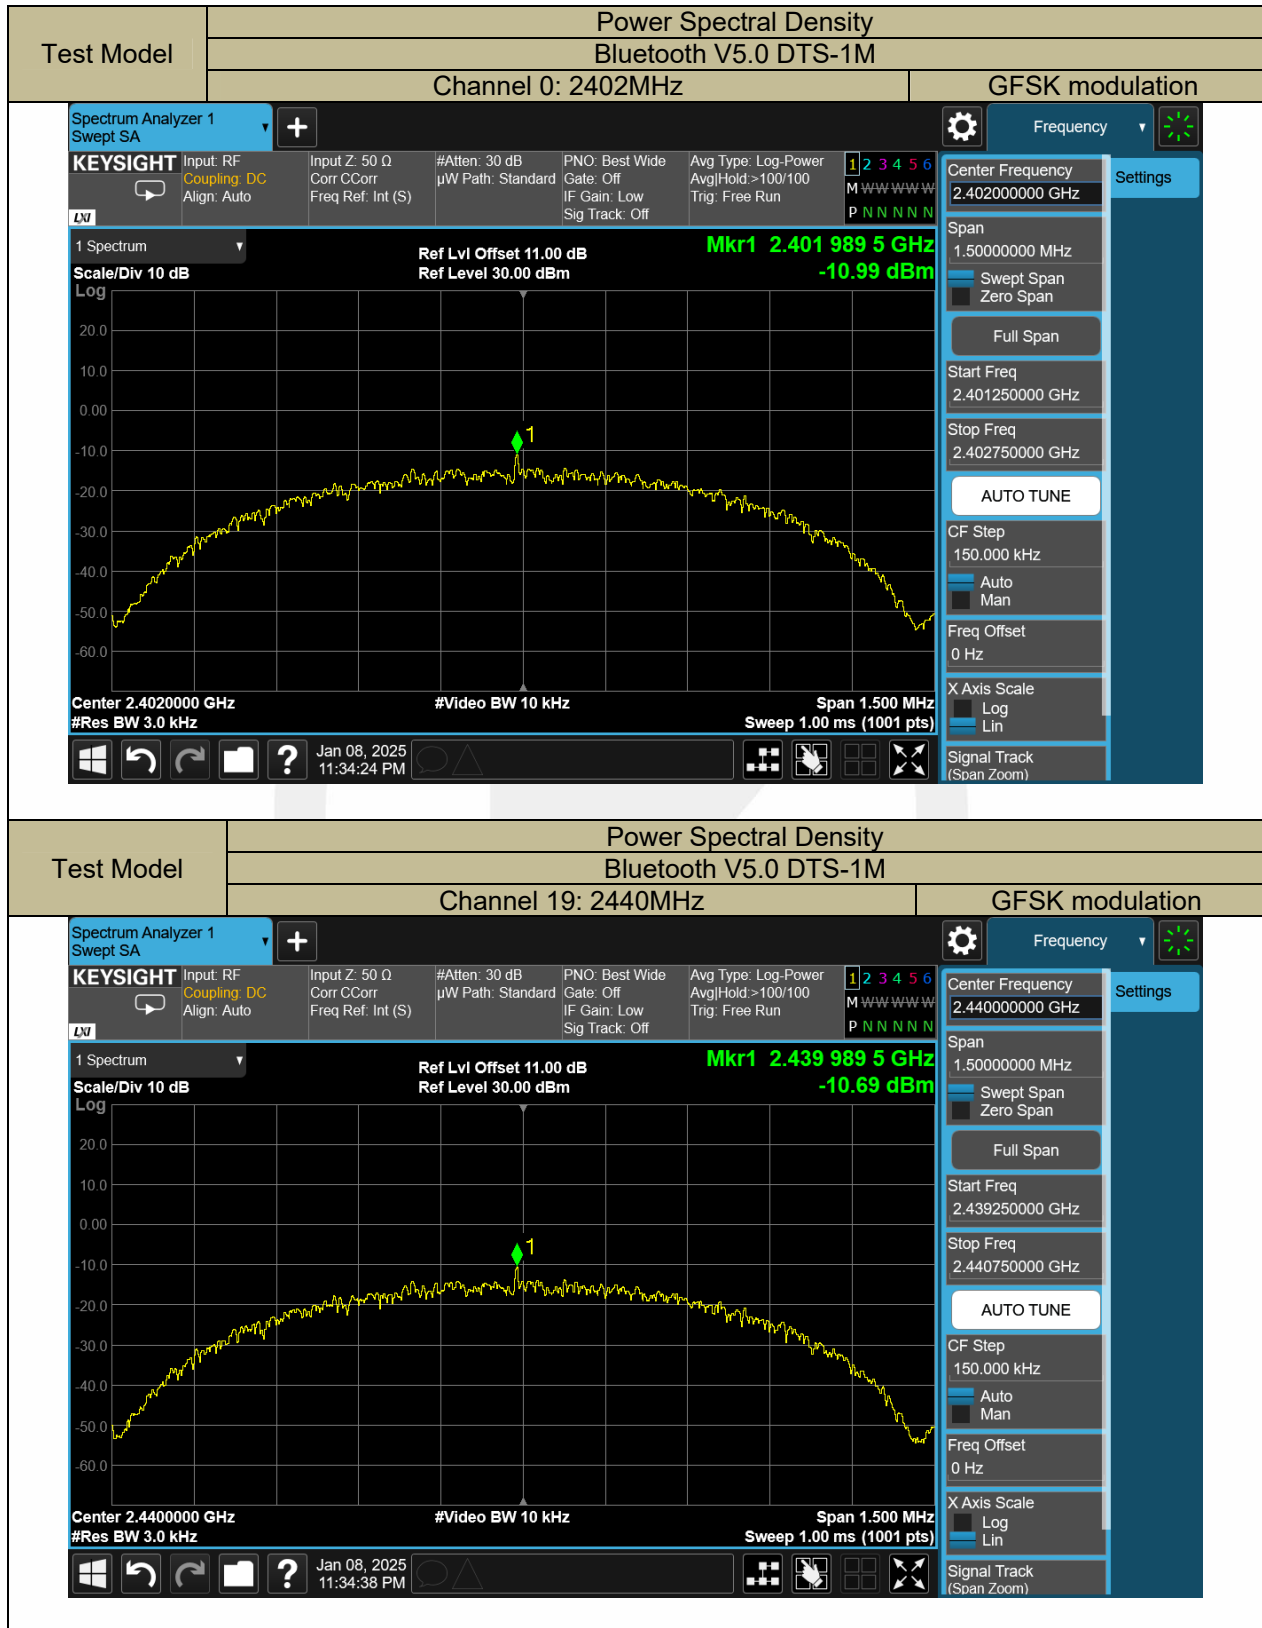 Test Model
Power Spectral Density
Bluetooth V5.0 DTS-1M
Channel 0: 2402MHz
GFSK modulation
Spectrum Analyzer 1
Swept SA
Frequency
KEYSIGHT
LXI
Input: RF
Coupling: DC
Align: Auto
Input Z: 50 Ω
Corr CCorr
Freq Ref: Int (S)
#Atten: 30 dB
µW Path: Standard
PNO: Best Wide
Gate: Off
IF Gain: Low
Sig Track: Off
Avg Type: Log-Power
Avg|Hold:>100/100
Trig: Free Run
1 2 3 4 5 6
M W W W W W
P N N N N N
1 Spectrum
Scale/Div 10 dB
Log
Ref Lvl Offset 11.00 dB
Ref Level 30.00 dBm
Mkr1 2.401 989 5 GHz
-10.99 dBm
20.0
10.0
0.00
-10.0
-20.0
-30.0
-40.0
-50.0
-60.0
1
Center 2.4020000 GHz
#Res BW 3.0 kHz
#Video BW 10 kHz
Span 1.500 MHz
Sweep 1.00 ms (1001 pts)
Jan 08, 2025
11:34:24 PM
Center Frequency
2.402000000 GHz
Span
1.50000000 MHz
Swept Span
Zero Span
Full Span
Start Freq
2.401250000 GHz
Stop Freq
2.402750000 GHz
AUTO TUNE
CF Step
150.000 kHz
Auto
Man
Freq Offset
0 Hz
X Axis Scale
Log
Lin
Signal Track
(Span Zoom)
Settings
Test Model
Power Spectral Density
Bluetooth V5.0 DTS-1M
Channel 19: 2440MHz
GFSK modulation
Spectrum Analyzer 1
Swept SA
Frequency
KEYSIGHT
LXI
Input: RF
Coupling: DC
Align: Auto
Input Z: 50 Ω
Corr CCorr
Freq Ref: Int (S)
#Atten: 30 dB
µW Path: Standard
PNO: Best Wide
Gate: Off
IF Gain: Low
Sig Track: Off
Avg Type: Log-Power
Avg|Hold:>100/100
Trig: Free Run
1 2 3 4 5 6
M W W W W W
P N N N N N
1 Spectrum
Scale/Div 10 dB
Log
Ref Lvl Offset 11.00 dB
Ref Level 30.00 dBm
Mkr1 2.439 989 5 GHz
-10.69 dBm
20.0
10.0
0.00
-10.0
-20.0
-30.0
-40.0
-50.0
-60.0
1
Center 2.4400000 GHz
#Res BW 3.0 kHz
#Video BW 10 kHz
Span 1.500 MHz
Sweep 1.00 ms (1001 pts)
Jan 08, 2025
11:34:38 PM
Center Frequency
2.440000000 GHz
Span
1.50000000 MHz
Swept Span
Zero Span
Full Span
Start Freq
2.439250000 GHz
Stop Freq
2.440750000 GHz
AUTO TUNE
CF Step
150.000 kHz
Auto
Man
Freq Offset
0 Hz
X Axis Scale
Log
Lin
Signal Track
(Span Zoom)
Settings